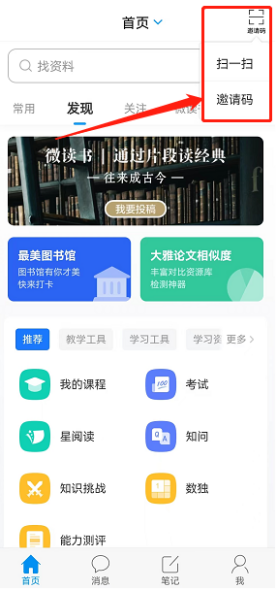 首页
邀请码
扫一扫
邀请码
找资料
常用 发现 关注
微读书 | 通过片段读经典
往来成古今
我要投稿
最美图书馆
图书馆有你才美
快来打卡
大雅论文相似度
丰富对比资源库
检测神器
推荐 教学工具 学习工具 学习资 更多
我的课程 考试
100
星阅读 知问
Q A
知识挑战 数独
能力测评
首页 消息 笔记 我